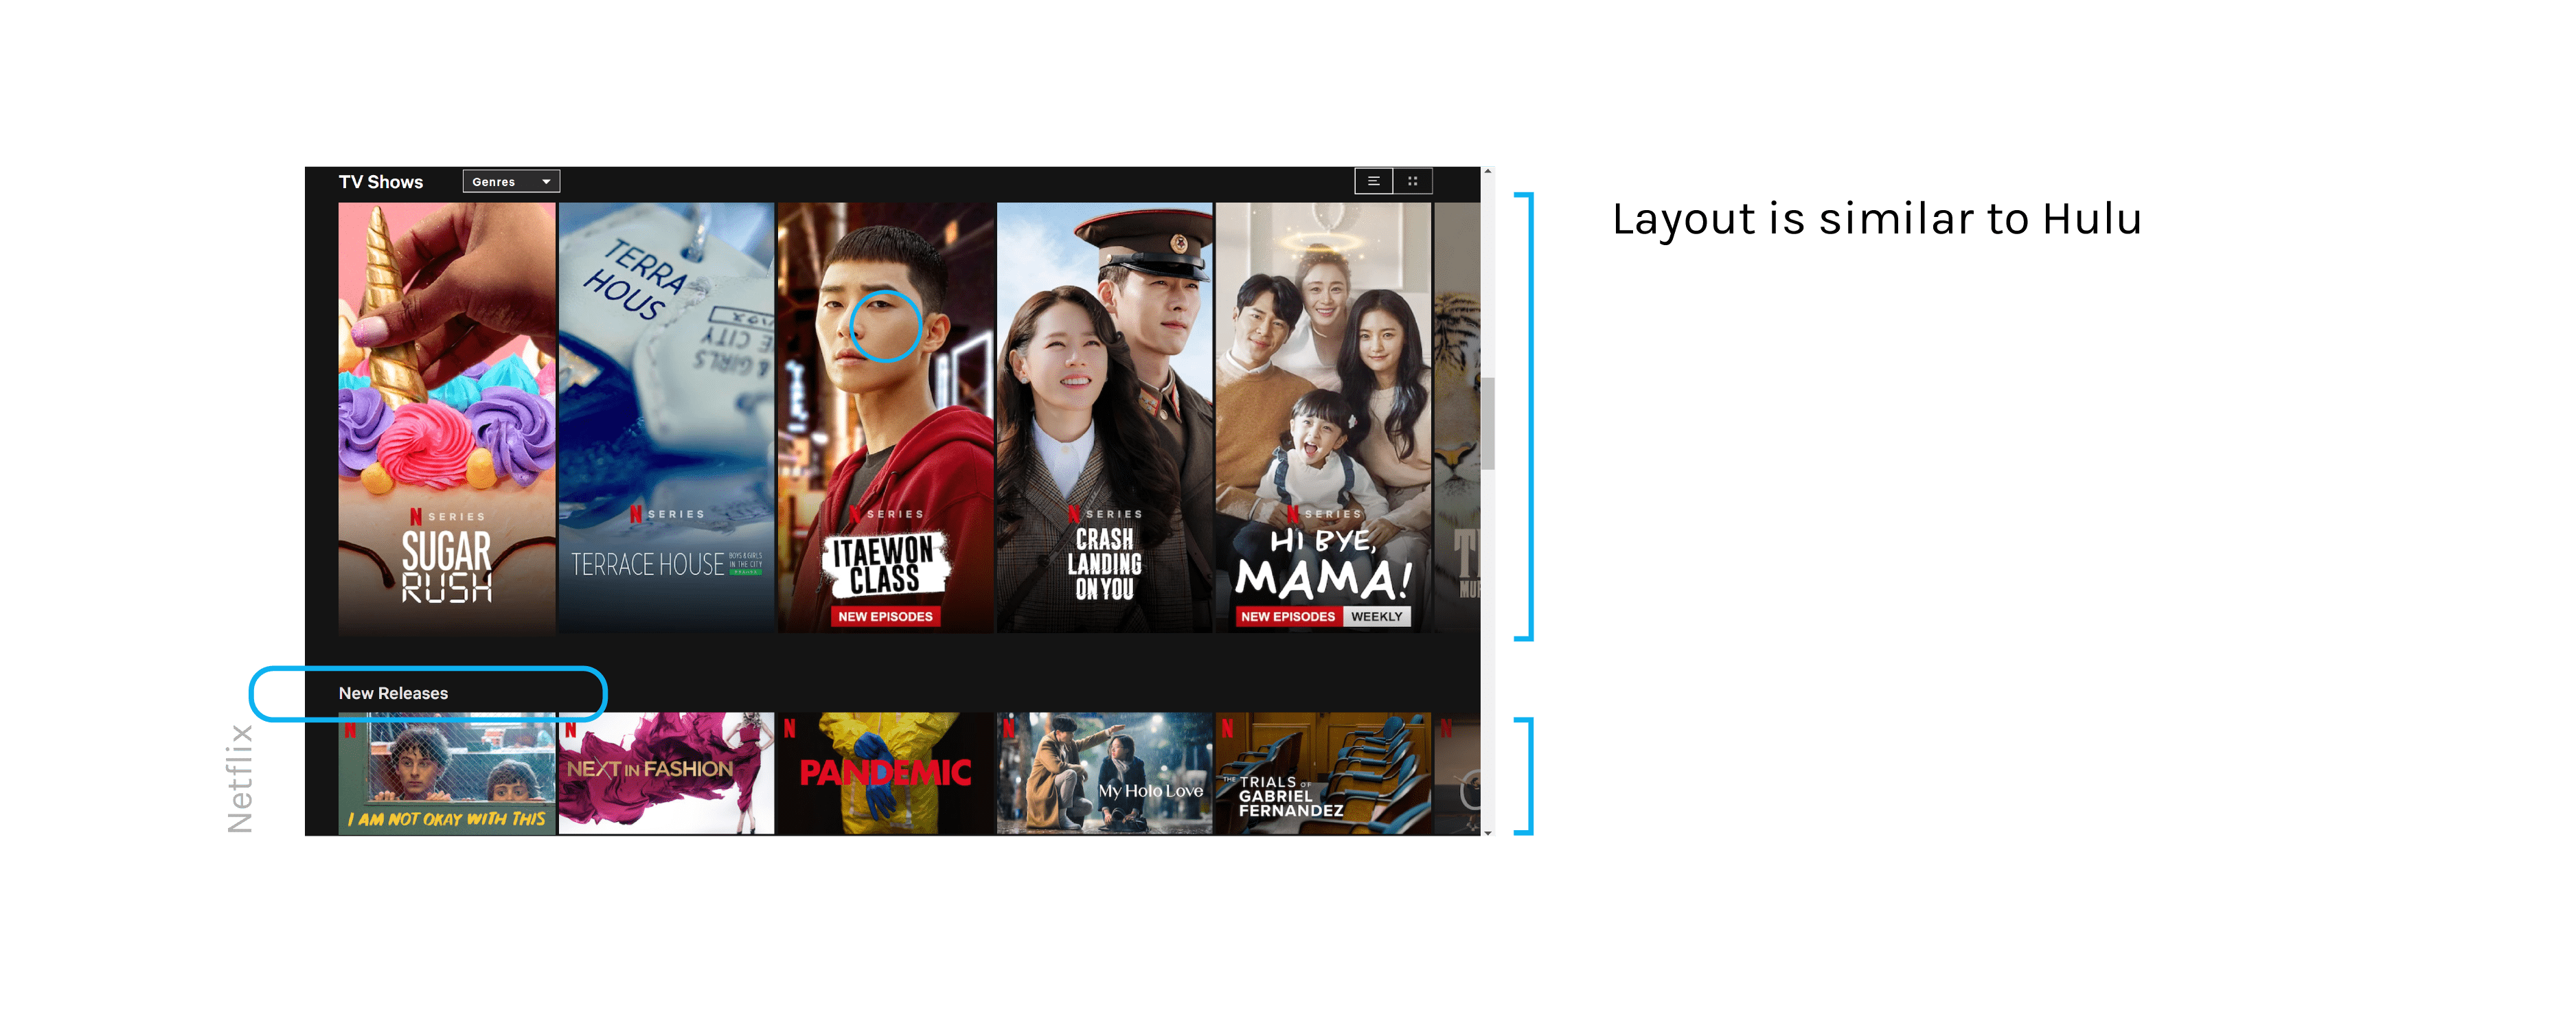 TV Shows
Genres
Layout is similar to Hulu
TERRA
HOUS
CITY
& GIRLS
N SERIES
SUGAR
RUSH
N SERIES
TERRACE HOUSE
BOYS & GIRLS
IN THE CITY
N SERIES
ITAEWON
CLASS
NEW EPISODES
N SERIES
CRASH
LANDING
ON YOU
N SERIES
HI BYE,
MAMA!
NEW EPISODES WEEKLY
New Releases
Netflix
N
I AM NOT OKAY WITH THIS
N
NEXT IN FASHION
N
PANDEMIC
N
My Holo Love
N
THE TRIALS OF
GABRIEL
FERNANDEZ
N